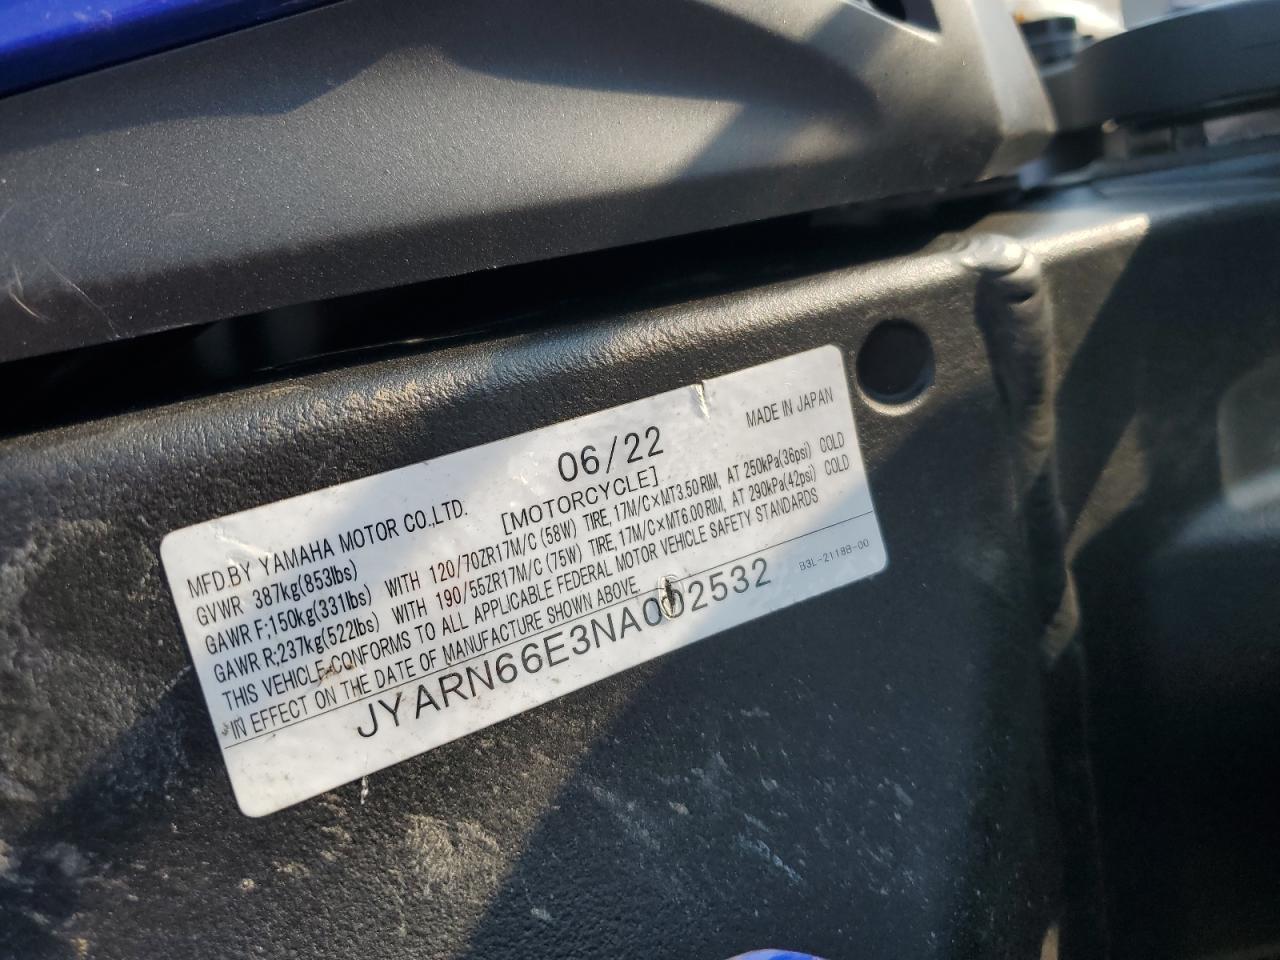 MFD.BY YAMAHA MOTOR CO.,LTD. 06/22 MADE IN JAPAN
GVWR 387kg(853lbs) [MOTORCYCLE]
GAWR F;150kg(331lbs) WITH 120/70ZR17M/C (58W) TIRE, 17M/C×MT3.50 RIM, AT 250kPa(36psi) COLD
GAWR R;237kg(522lbs) WITH 190/55ZR17M/C (75W) TIRE, 17M/C×MT6.00 RIM, AT 290kPa(42psi) COLD
THIS VEHICLE CONFORMS TO ALL APPLICABLE FEDERAL MOTOR VEHICLE SAFETY STANDARDS
IN EFFECT ON THE DATE OF MANUFACTURE SHOWN ABOVE.
JYARN66E3NA002532 B3L-2118B-00